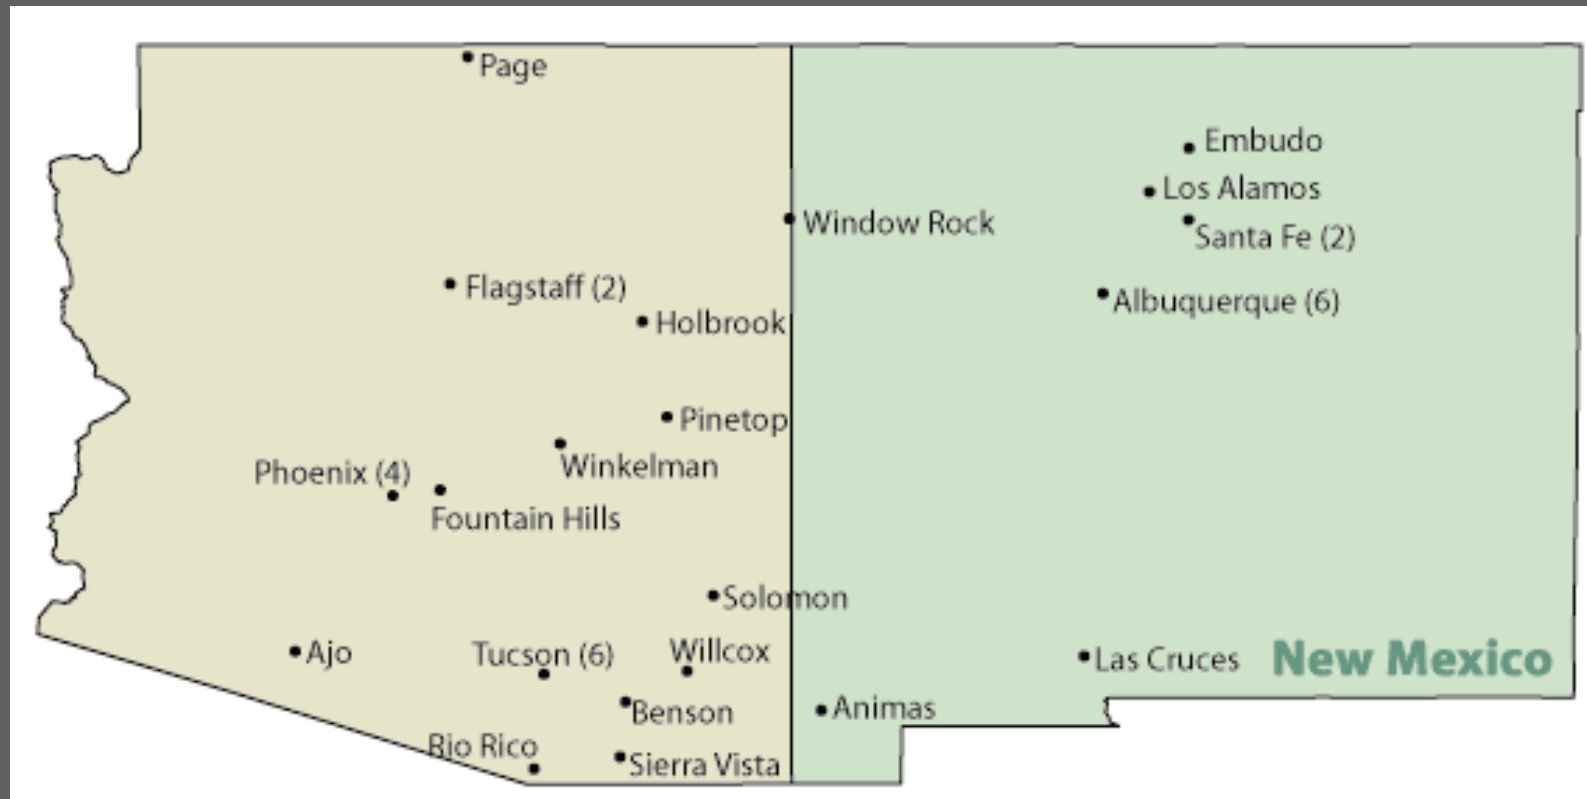 Page
Embudo
Los Alamos
Window Rock
Santa Fe (2)
Flagstaff (2)
Albuquerque (6)
Holbrook
Pinetop
Winkelman
Phoenix (4)
Fountain Hills
Solomon
Ajo
Tucson (6)
Willcox
Las Cruces
New Mexico
Benson
Animas
Rio Rico
Sierra Vista